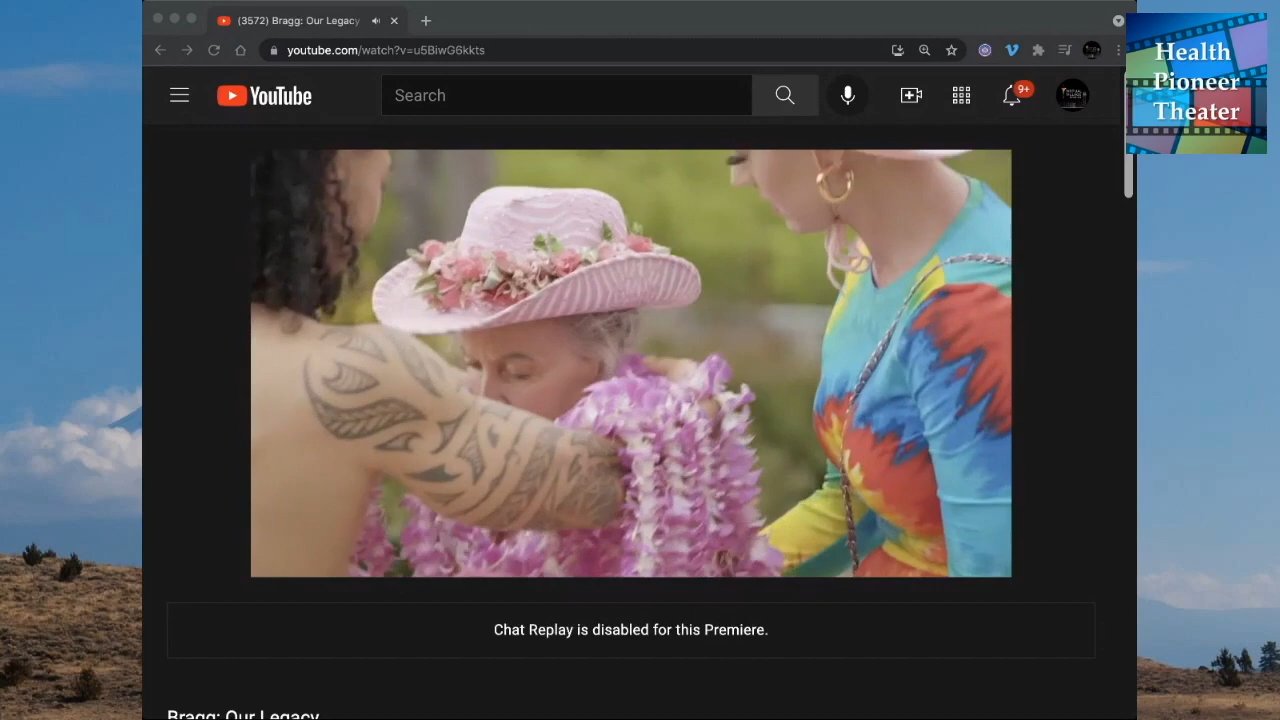 (3572) Bragg: Our Legacy
youtube.com/watch?v=u5BiwG6kkts
YouTube
Search
9+
Health
Pioneer
Theater
Chat Replay is disabled for this Premiere.
Bragg: Our Legacy